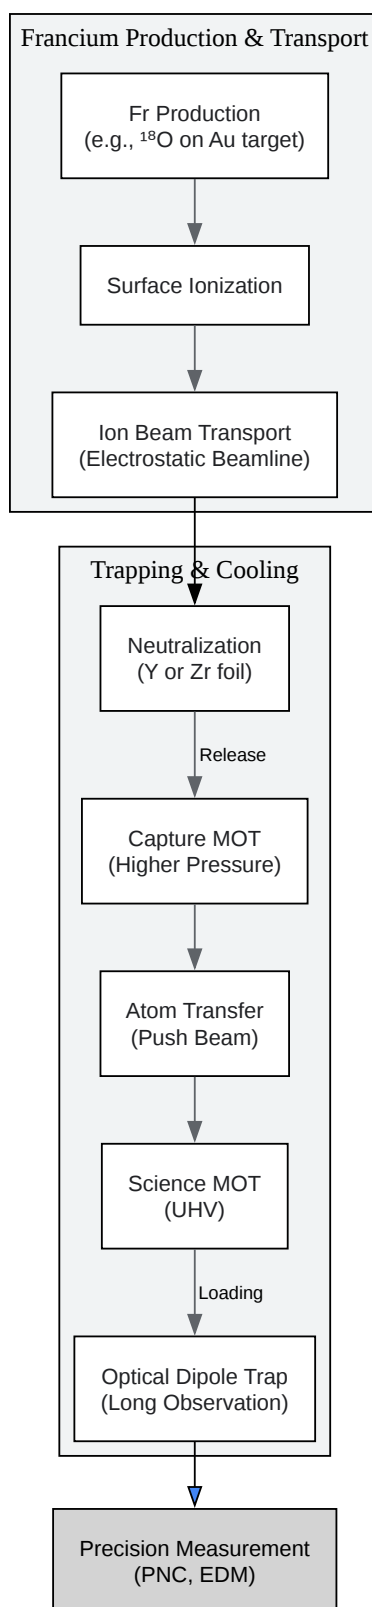 Francium Production & Transport
Fr Production
(e.g., ¹⁸O on Au target)
Surface Ionization
Ion Beam Transport
(Electrostatic Beamline)
Trapping & Cooling
Neutralization
(Y or Zr foil)
Release
Capture MOT
(Higher Pressure)
Atom Transfer
(Push Beam)
Science MOT
(UHV)
Loading
Optical Dipole Trap
(Long Observation)
Precision Measurement
(PNC, EDM)